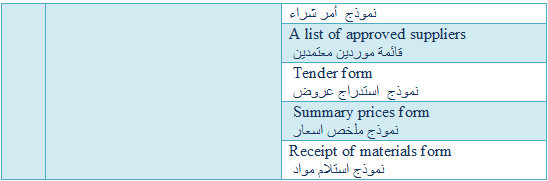 نموذج أمر شراء
A list of approved suppliers
قائمة موردين معتمدين
Tender form
نموذج استدراج عروض
Summary prices form
نموذج ملخص اسعار
Receipt of materials form
نموذج استلام مواد